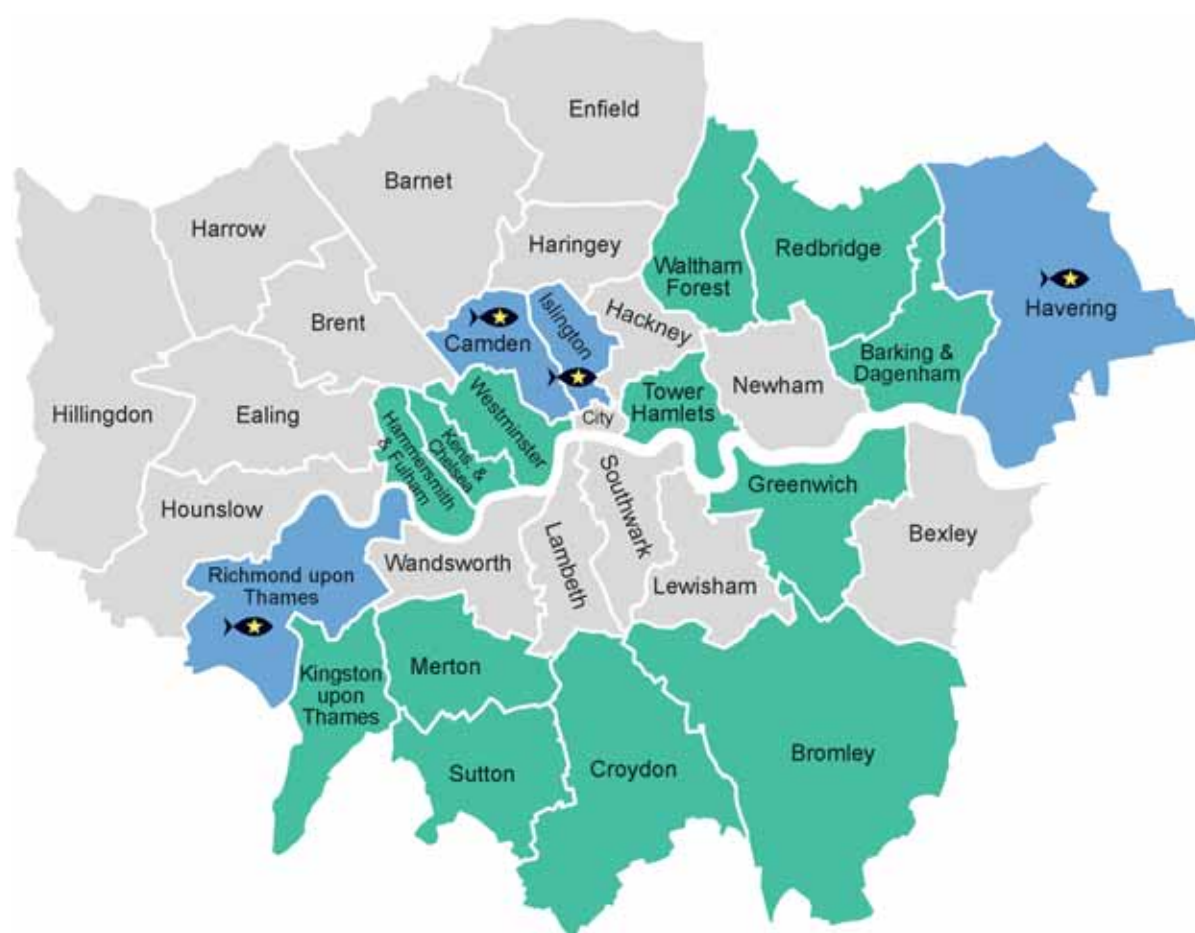 Enfield
Barnet
Harrow
Haringey
Waltham
Forest
Redbridge
Havering
Brent
Camden
Islington
Hackney
Barking &
Dagenham
Hillingdon
Ealing
Hammersmith
& Fulham
Kens. &
Chelsea
Westminster
City
Tower
Hamlets
Newham
Hounslow
Greenwich
Bexley
Richmond upon
Thames
Wandsworth
Lambeth
Southwark
Lewisham
Kingston
upon
Thames
Merton
Sutton
Croydon
Bromley